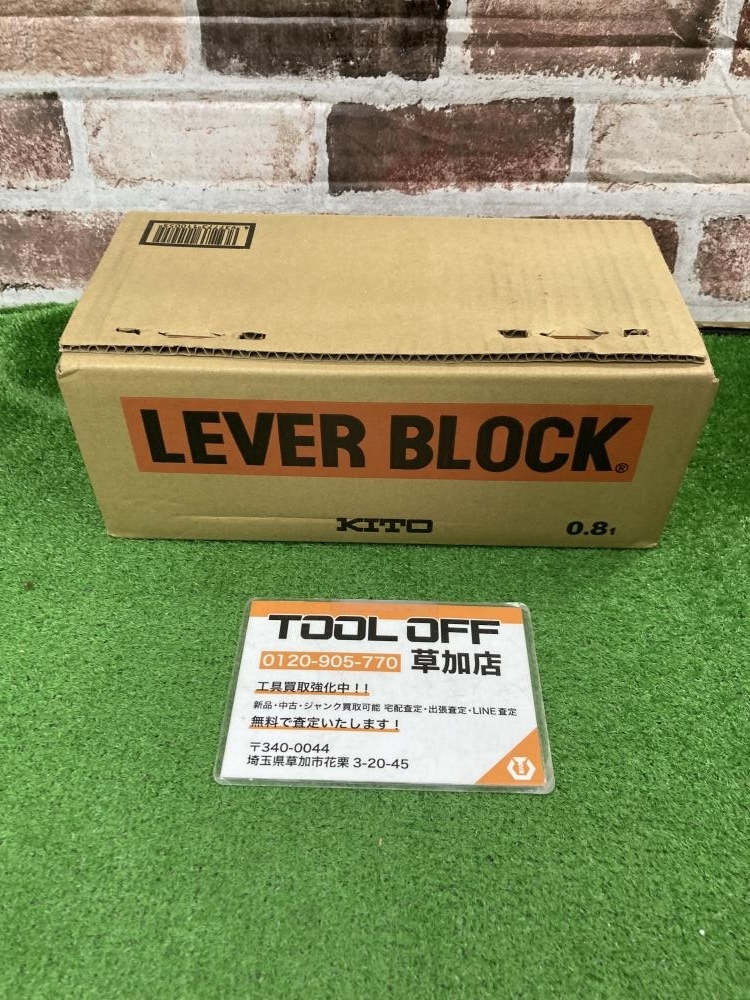 LEVER BLOCK®
KITO
0.8t
TOOL OFF
0120-905-770 草加店
工具買取強化中!!
新品・中古・ジャンク買取可能 宅配査定・出張査定・LINE査定
無料で査定いたします!
〒340-0044
埼玉県草加市花栗 3-20-45